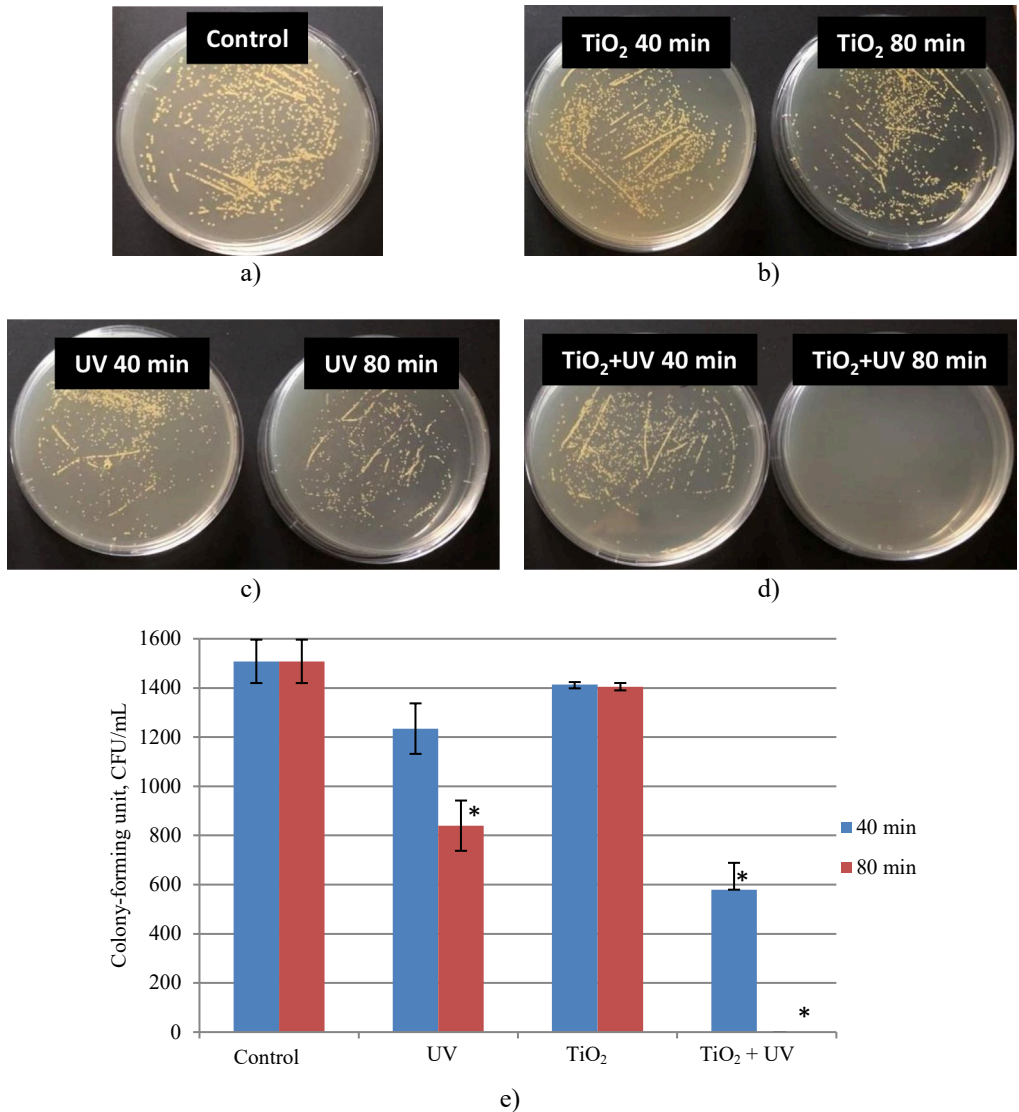 Control
TiO₂ 40 min
TiO₂ 80 min
a)
b)
UV 40 min
UV 80 min
TiO₂+UV 40 min
TiO₂+UV 80 min
c)
d)
Colony-forming unit, CFU/mL
1600
1400
1200
1000
800
600
400
200
0
*
*
*
40 min
80 min
Control
UV
TiO₂
TiO₂ + UV
e)